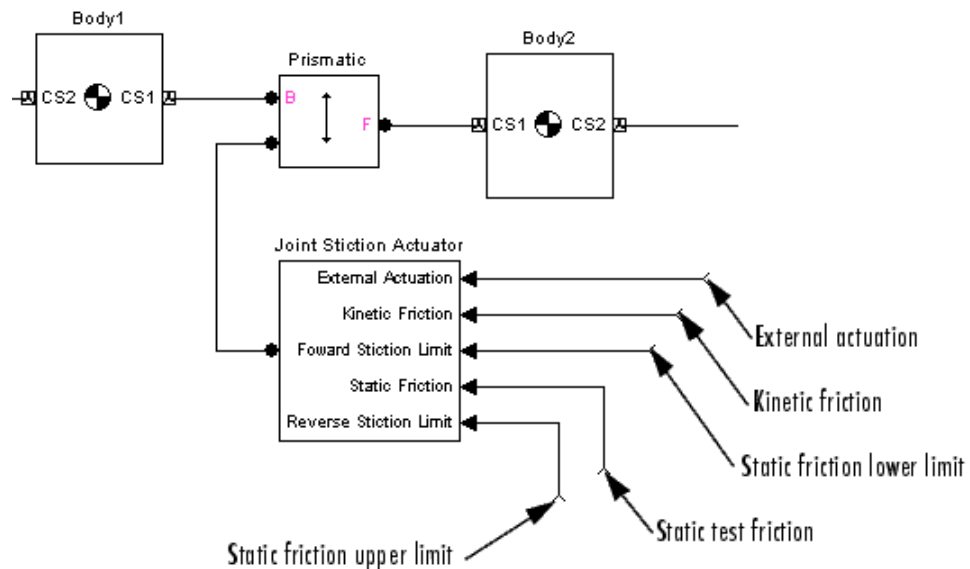 Body1
Prismatic
Body2
CS2 CS1
B
F
CS1 CS2
Joint Stiction Actuator
External Actuation
Kinetic Friction
Foward Stiction Limit
Static Friction
Reverse Stiction Limit
External actuation
Kinetic friction
Static friction lower limit
Static test friction
Static friction upper limit